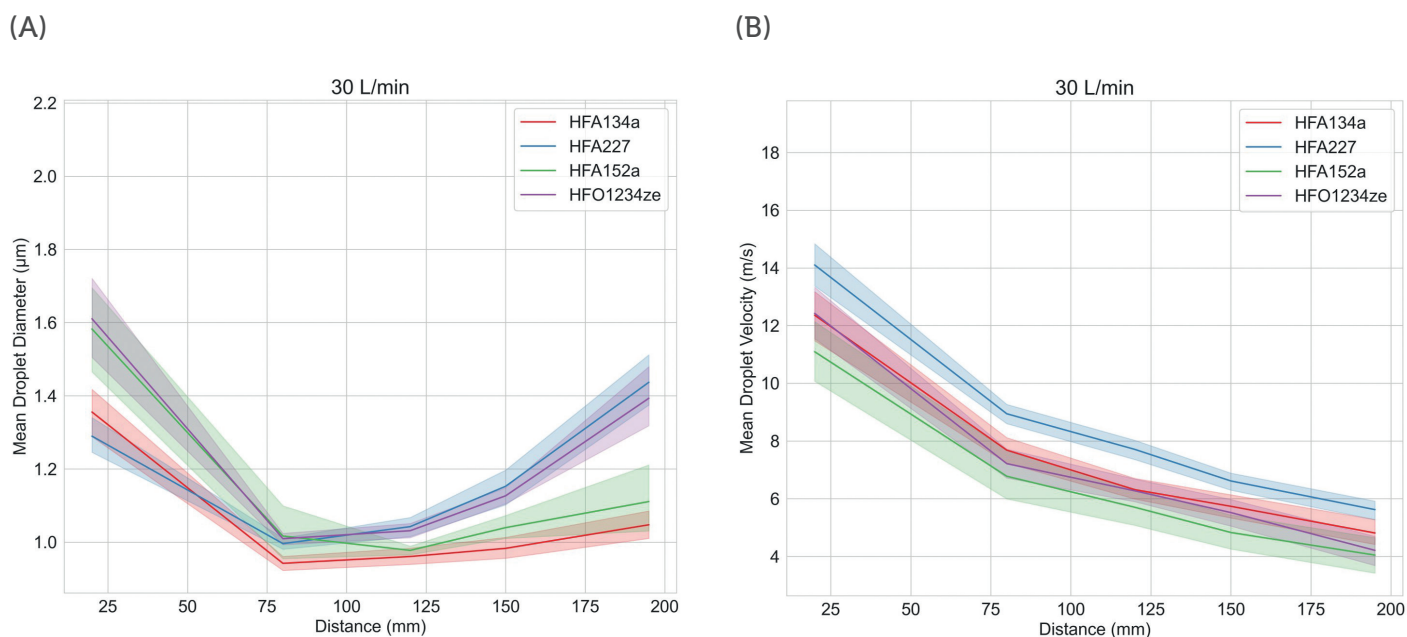 (A)
30 L/min
2.2
2.0
1.8
1.6
1.4
1.2
1.0
Mean Droplet Diameter (μm)
HFA134a
HFA227
HFA152a
HFO1234ze
25 50 75 100 125 150 175 200
Distance (mm)
(B)
30 L/min
18
16
14
12
10
8
6
4
Mean Droplet Velocity (m/s)
HFA134a
HFA227
HFA152a
HFO1234ze
25 50 75 100 125 150 175 200
Distance (mm)